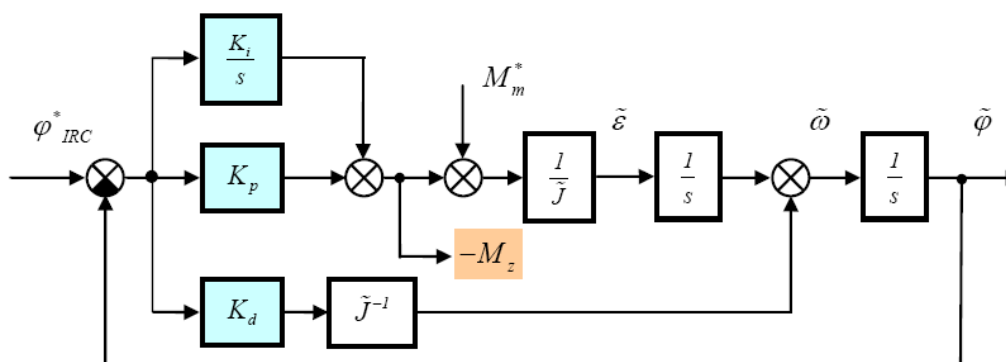 K_i / s
M*_m
φ*_IRC
K_p
1 / J̃
ε̃
1 / s
ω̃
1 / s
φ̃
−M_z
K_d
J̃⁻¹